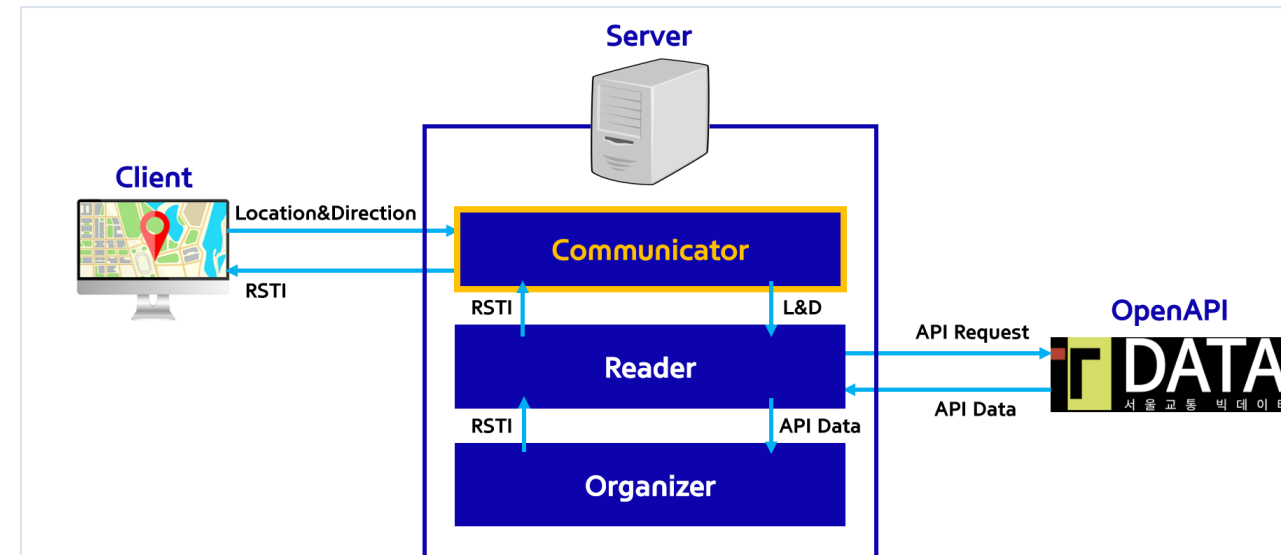 Server
Client
Location&Direction
Communicator
RSTI
RSTI
L&D
OpenAPI
API Request
Reader
DATA
서울교통 빅데이터
API Data
RSTI
API Data
Organizer